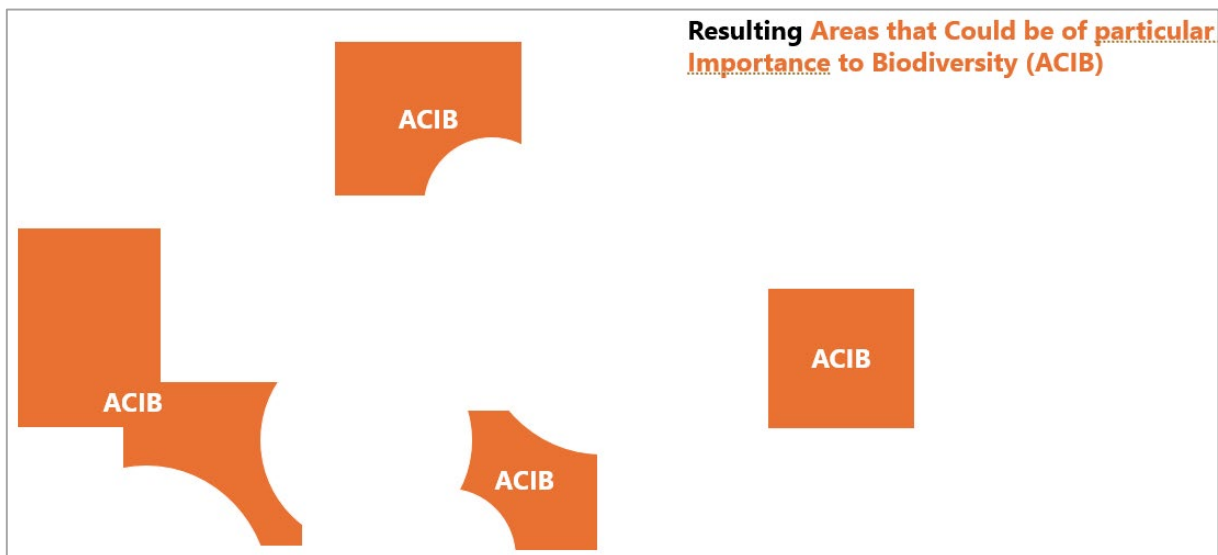 Resulting Areas that Could be of particular
Importance to Biodiversity (ACIB)
ACIB
ACIB
ACIB
ACIB